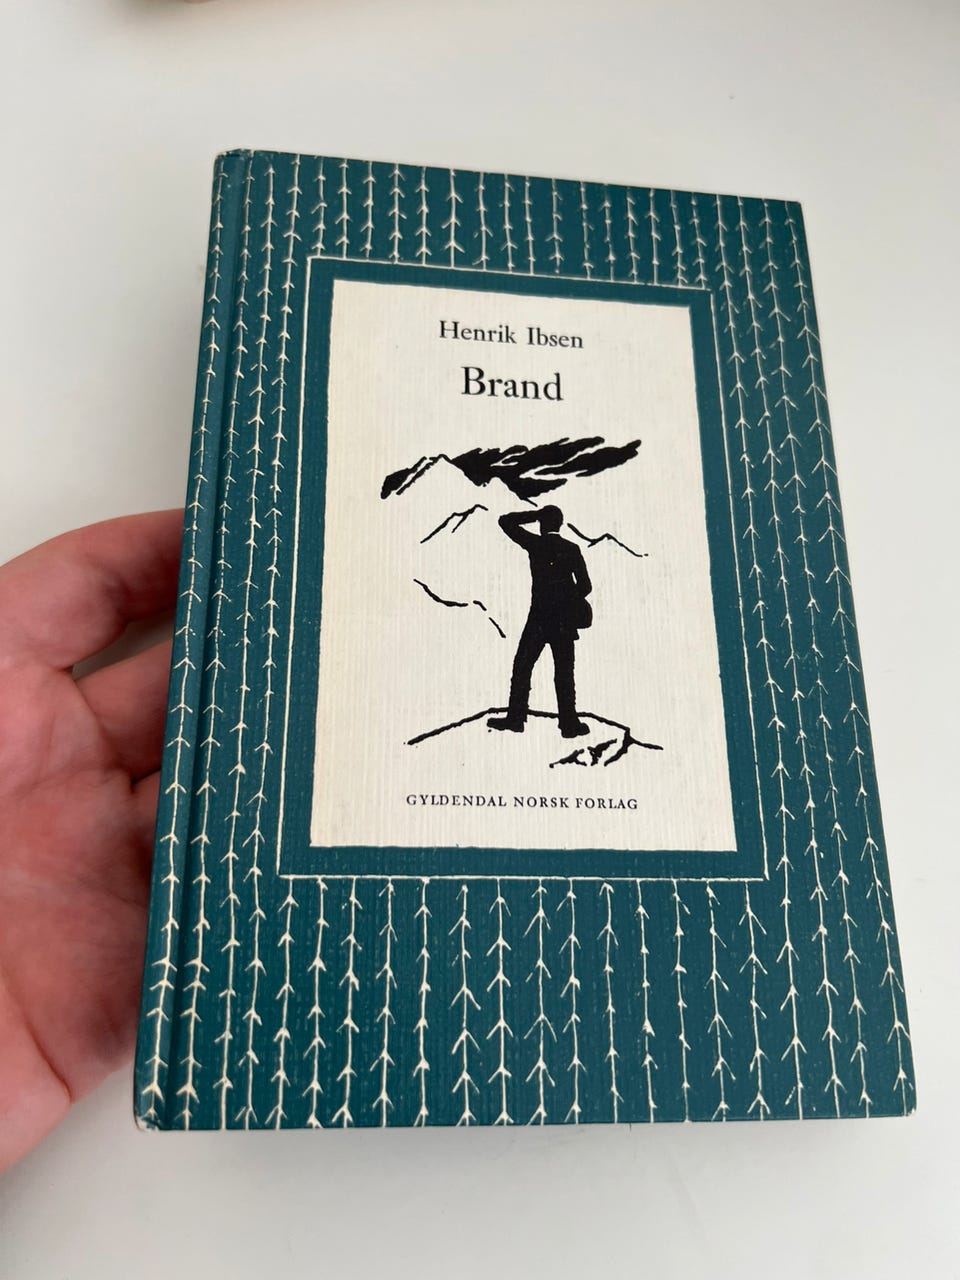 Henrik Ibsen
Brand
GYLDENDAL NORSK FORLAG